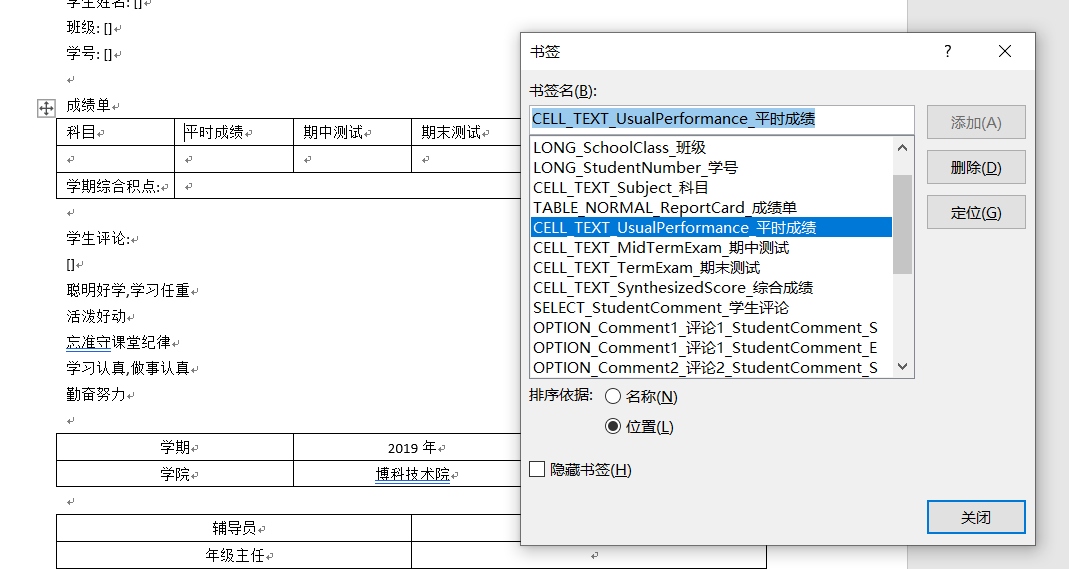 学生姓名: []
班级: []
学号: []
成绩单
科目 平时成绩 期中测试 期末测试
学期综合积点:
学生评论:
[]
聪明好学,学习任重
活泼好动
忘准守课堂纪律
学习认真,做事认真
勤奋努力
学期 2019 年
学院 博科技术院
辅导员
年级主任
书签 ? ×
书签名(B):
CELL_TEXT_UsualPerformance_平时成绩
LONG_SchoolClass_班级
LONG_StudentNumber_学号
CELL_TEXT_Subject_科目
TABLE_NORMAL_ReportCard_成绩单
CELL_TEXT_UsualPerformance_平时成绩
CELL_TEXT_MidTermExam_期中测试
CELL_TEXT_TermExam_期末测试
CELL_TEXT_SynthesizedScore_综合成绩
SELECT_StudentComment_学生评论
OPTION_Comment1_评论1_StudentComment_S
OPTION_Comment1_评论1_StudentComment_E
OPTION_Comment2_评论2_StudentComment_S
添加(A)
删除(D)
定位(G)
排序依据: 名称(N)
位置(L)
隐藏书签(H)
关闭